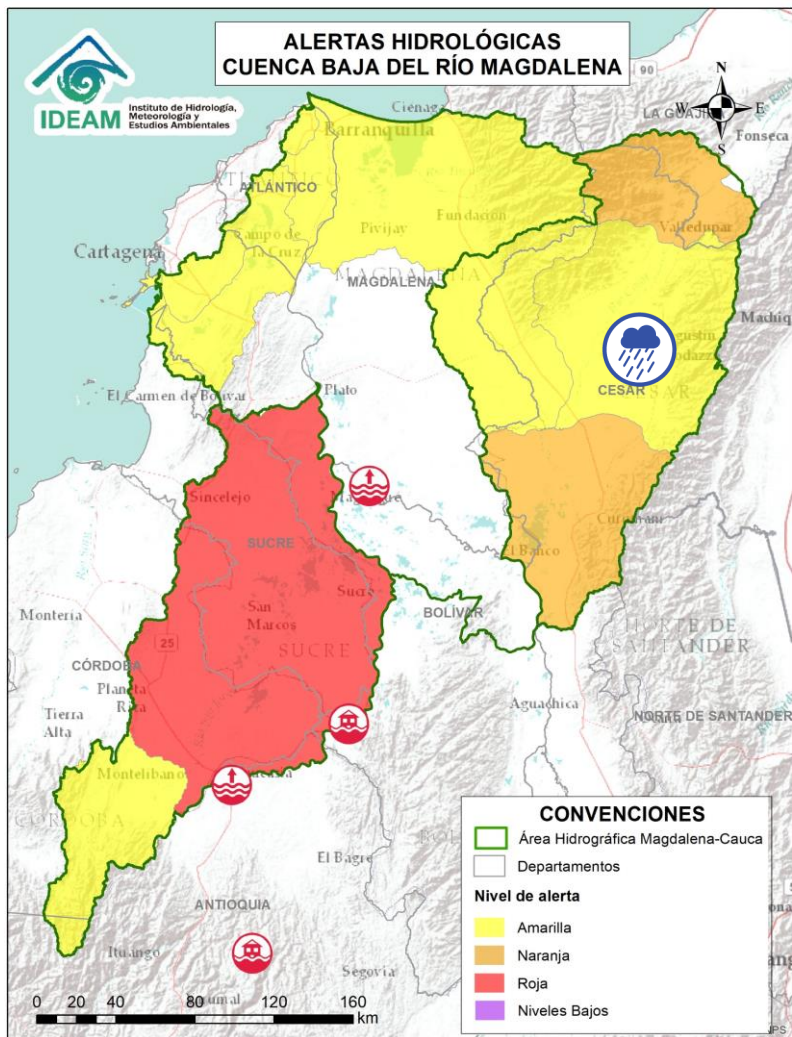 ALERTAS HIDROLÓGICAS
CUENCA BAJA DEL RÍO MAGDALENA
IDEAM
Instituto de Hidrología,
Meteorología y
Estudios Ambientales
N
W
E
S
90
Ciénaga
LA GUAJI
Fonseca
Barranquilla
ATLÁNTICO
Fundación
Pivijay
Valledupar
Campo de
la Cruz
Cartagena
MAGDALENA
MAGDALENA
Machiq
CESAR
El Carmen de Bolívar
Plato
Sincelejo
SUCRE
El Banco
Sucre
BOLÍVAR
San
Marcos
Montería
25
SUCRE
NORTE DE
SANTANDER
CÓRDOBA
Planeta
Rica
Aguachica
Tierra
Alta
NORTE DE SANTANDER
Montelíbano
CÓRDOBA
El Bagre
ANTIOQUIA
Ituango
Segovia
0 20 40 80 120 160
km
CONVENCIONES
Área Hidrográfica Magdalena-Cauca
Departamentos
Nivel de alerta
Amarilla
Naranja
Roja
Niveles Bajos